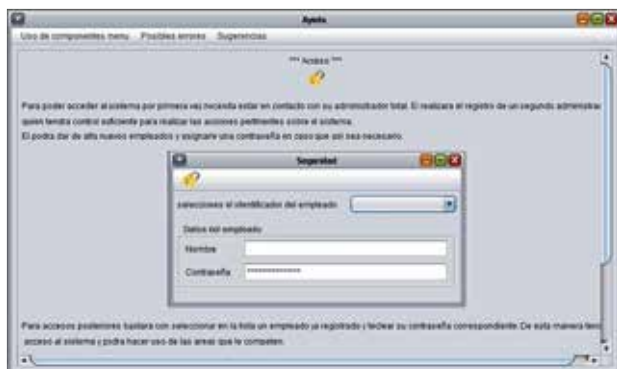 Ayuda
Uso de componentes menu Posibles errores Sugerencias
*** Acceso ***
Para poder acceder al sistema por primera vez necesita estar en contacto con su administrador total. El realizara el registro de un segundo administrad
quien tendra control suficiente para realizar las acciones pertinentes sobre el sistema.
El podra dar de alta nuevos empleados y asignarle una contraseña en caso que asi sea necesario.
Seguridad
selecciones el identificador del empleado
Datos del empleado
Nombre
Contraseña *************
Para accesos posteriores bastara con seleccionar en la lista un empleado ya registrado y teclear su contraseña correspondiente. De esta manera
acceso al sistema y podra hacer uso de las areas que le competen.